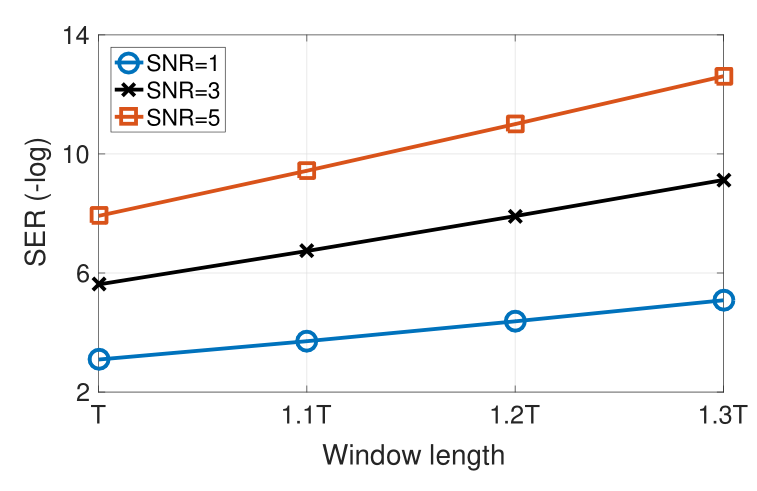 14
10
6
2
SER (-log)
SNR=1
SNR=3
SNR=5
T 1.1T 1.2T 1.3T
Window length